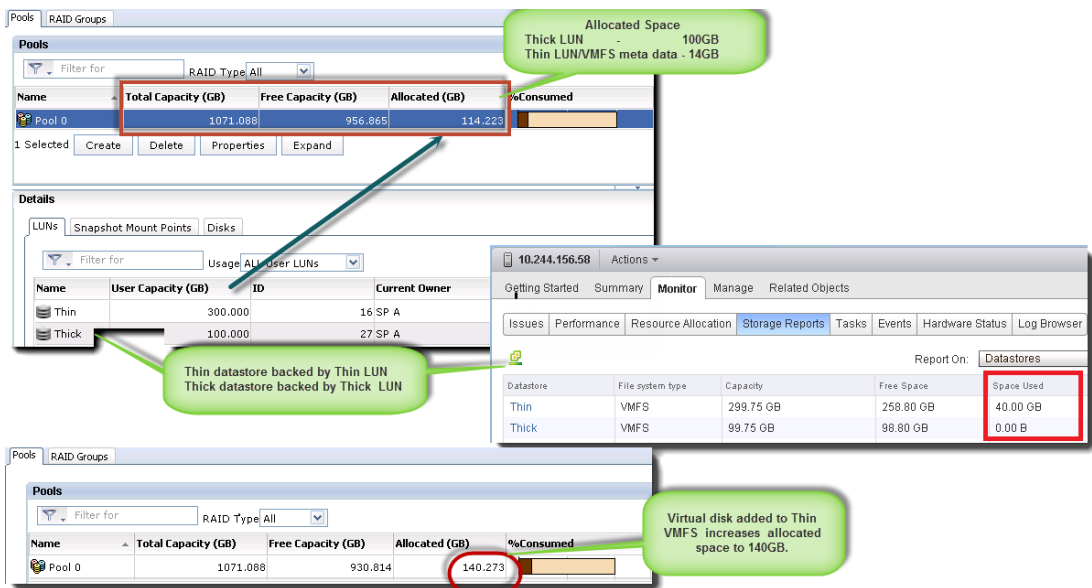 Pools RAID Groups
Pools
Filter for RAID Type All
Name Total Capacity (GB) Free Capacity (GB) Allocated (GB) %Consumed
Pool 0 1071.088 956.865 114.223
1 Selected Create Delete Properties Expand
Allocated Space
Thick LUN - 100GB
Thin LUN/VMFS meta data - 14GB
Details
LUNs Snapshot Mount Points Disks
Filter for Usage ALL User LUNs
Name User Capacity (GB) ID Current Owner
Thin 300.000 16 SP A
Thick 100.000 27 SP A
Thin datastore backed by Thin LUN
Thick datastore backed by Thick LUN
10.244.156.58 Actions
Getting Started Summary Monitor Manage Related Objects
Issues Performance Resource Allocation Storage Reports Tasks Events Hardware Status Log Browser
Report On: Datastores
Datastore File system type Capacity Free Space Space Used
Thin VMFS 299.75 GB 258.80 GB 40.00 GB
Thick VMFS 99.75 GB 98.80 GB 0.00 B
Pools RAID Groups
Pools
Filter for RAID Type All
Name Total Capacity (GB) Free Capacity (GB) Allocated (GB) %Consumed
Pool 0 1071.088 930.814 140.273
Virtual disk added to Thin
VMFS increases allocated
space to 140GB.